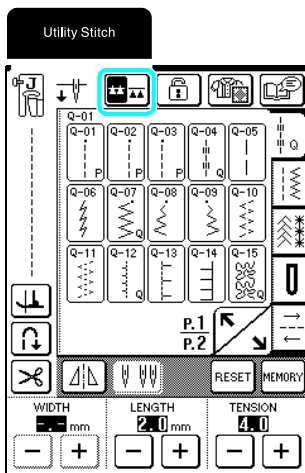 Utility Stitch
J
Q-01
Q-01 Q-02 Q-03 Q-04 Q-05
P P P Q
Q
Q-06 Q-07 Q-08 Q-09 Q-10
Q Q Q
Q-11 Q-12 Q-13 Q-14 Q-15
Q Q
P.1
P.2
RESET MEMORY
WIDTH LENGTH TENSION
-.- mm 2.0 mm 4.0
− + − + − +